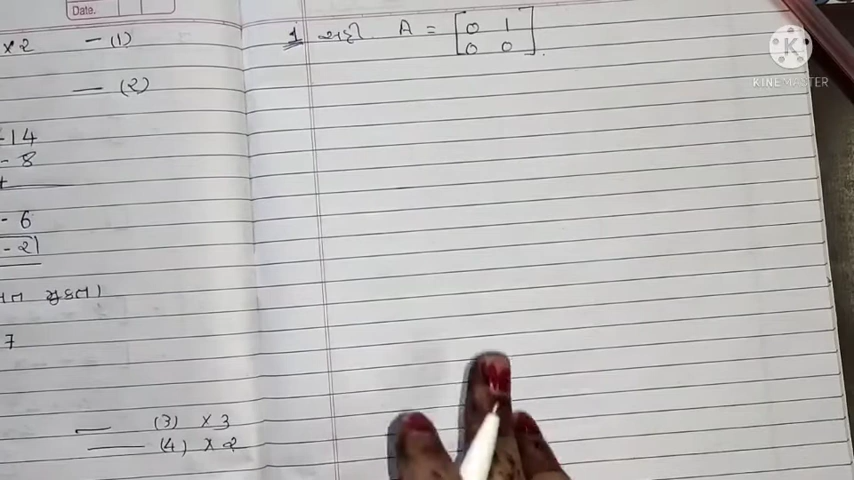 Date.
x 2 — (1)
— (2)
-14
- 8
+
- 6
- 21
7
— (3) x 3
— (4) x 2
1 અહીં A = [0 1
0 0].
KINEMASTER